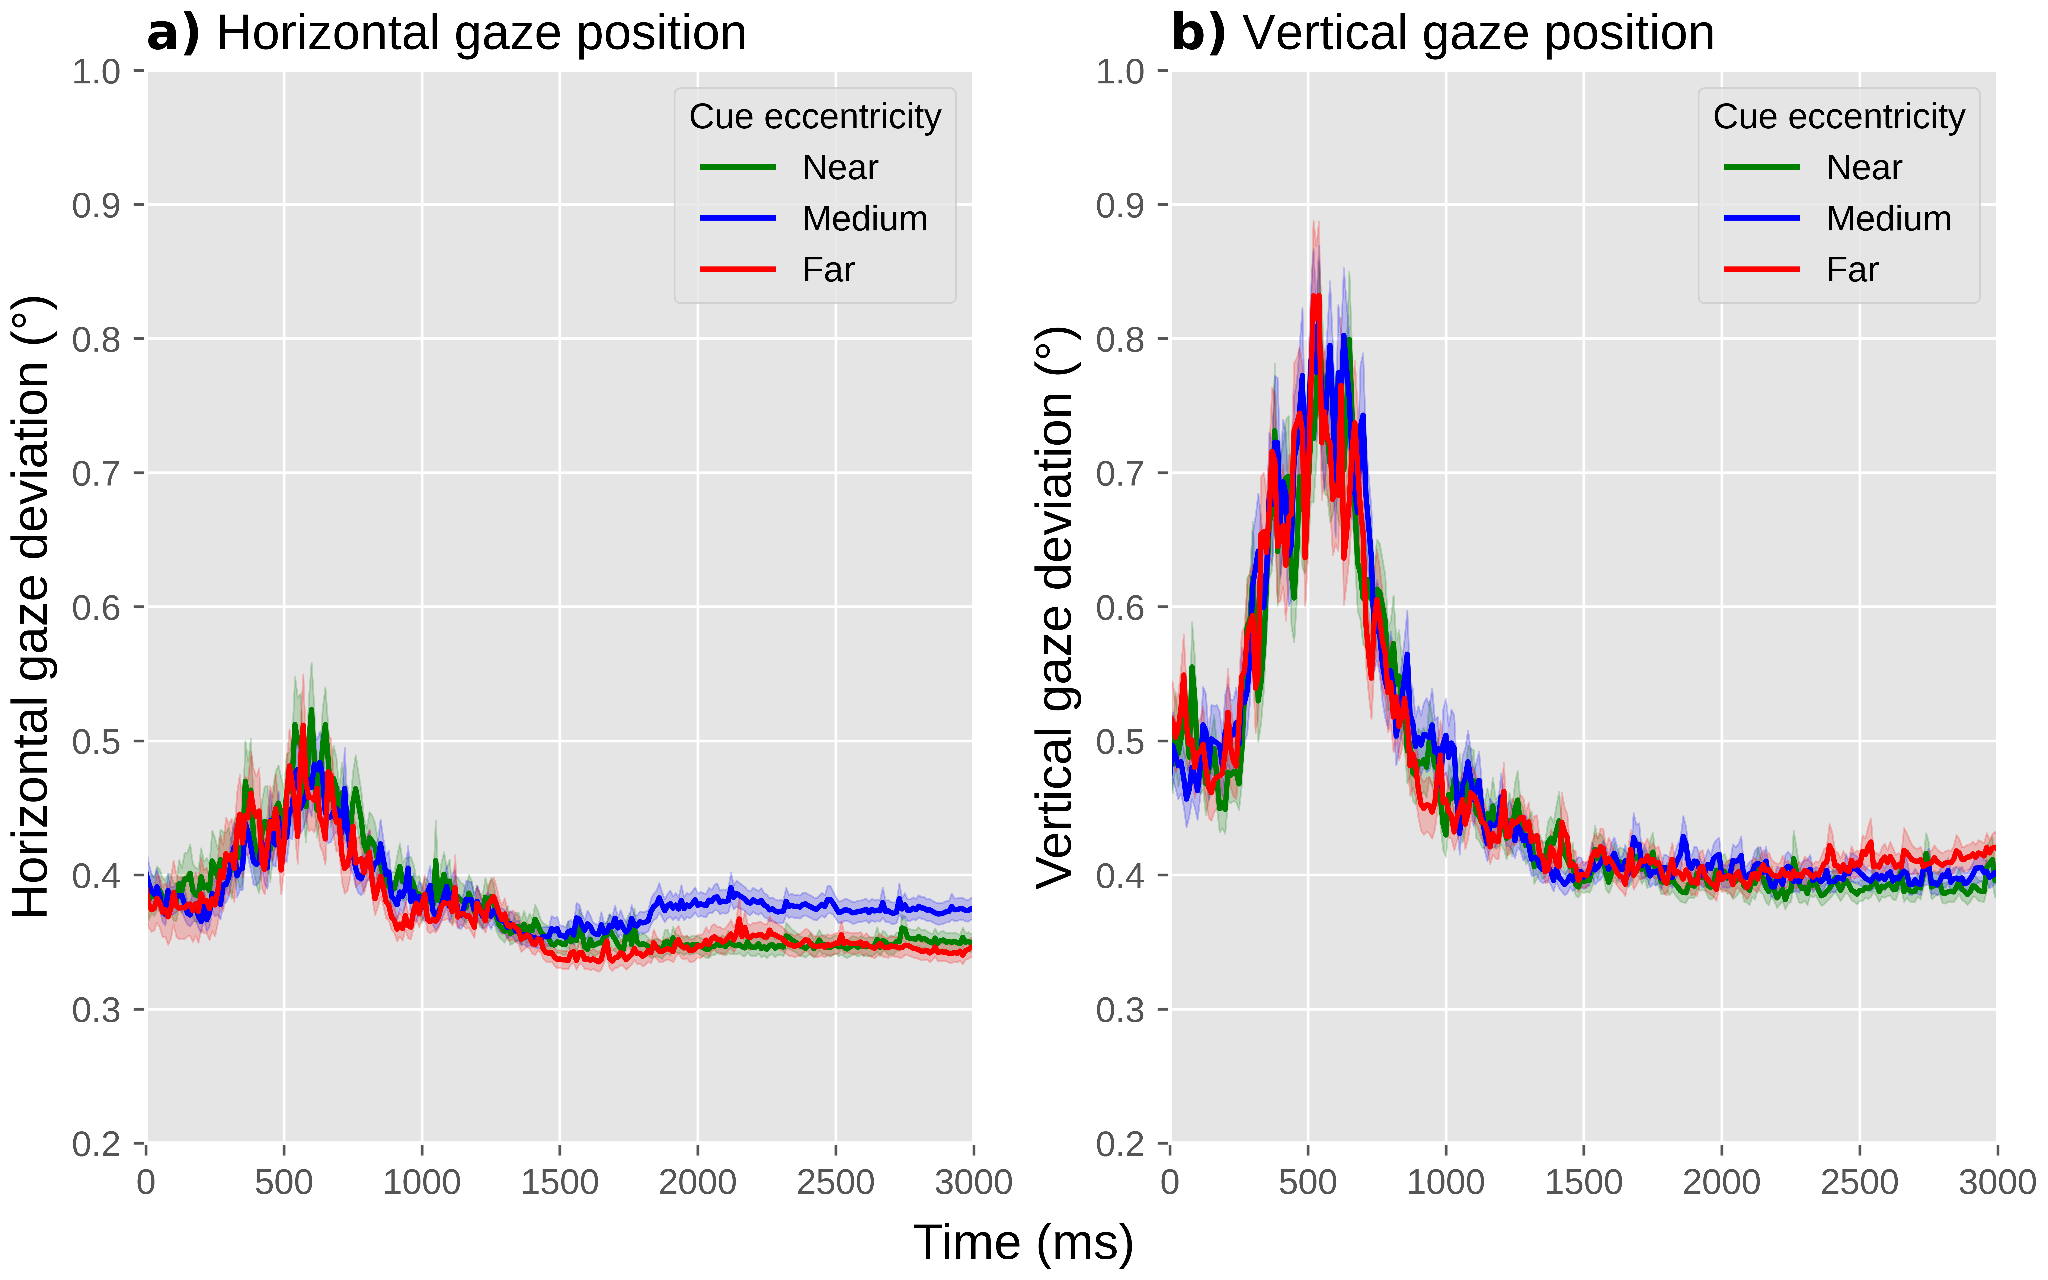 a) Horizontal gaze position
Horizontal gaze deviation (°)
1.0
0.9
0.8
0.7
0.6
0.5
0.4
0.3
0.2
Cue eccentricity
Near
Medium
Far
0 500 1000 1500 2000 2500 3000
b) Vertical gaze position
Vertical gaze deviation (°)
1.0
0.9
0.8
0.7
0.6
0.5
0.4
0.3
0.2
Cue eccentricity
Near
Medium
Far
0 500 1000 1500 2000 2500 3000
Time (ms)